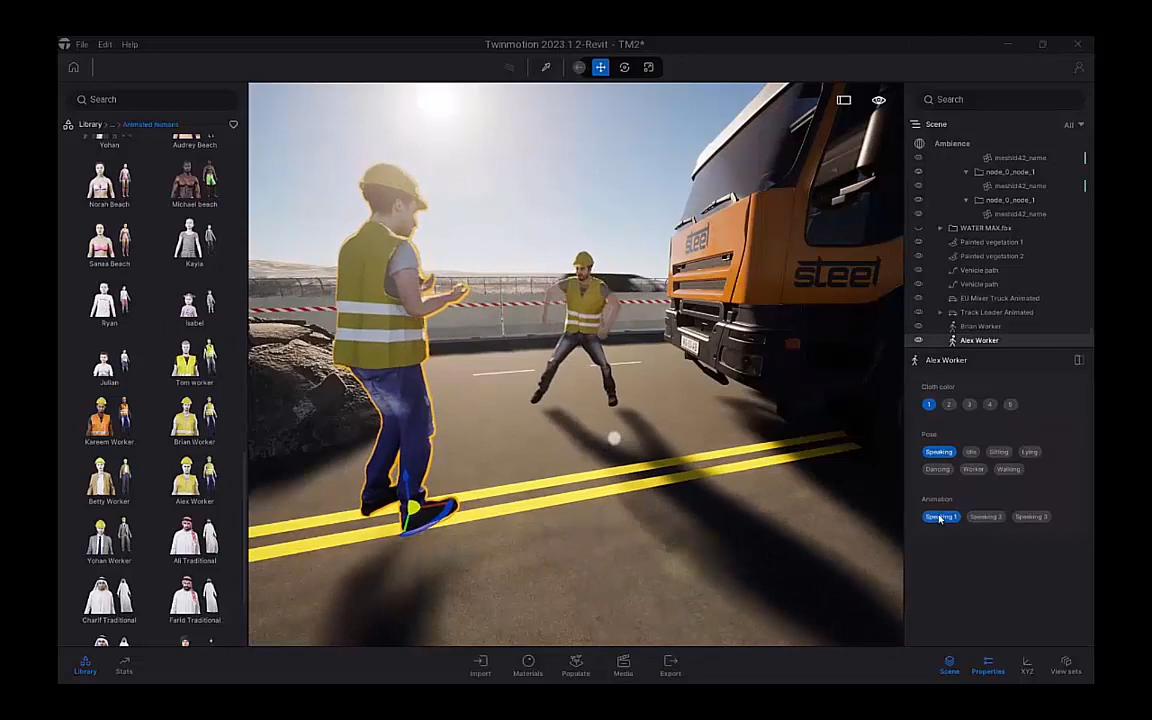 File Edit Help
Twinmotion 2023.1.2-Revit - TM2*
Search
Library > ... > Animated humans
Yohan
Audrey Beach
Norah Beach
Michael beach
Sanaa Beach
Kayla
Ryan
Isabel
Julian
Tom worker
Kareem Worker
Brian Worker
Betty Worker
Alex Worker
Yohan Worker
Ali Traditional
Charif Traditional
Farid Traditional
Library
Stats
steel
steel
Import
Materials
Populate
Media
Export
Search
Scene
All
Ambience
meshId42_name
node_0_node_1
meshId42_name
node_0_node_1
meshId42_name
WATER MAX.fbx
Painted vegetation 1
Painted vegetation 2
Vehicle path
Vehicle path
EU Mixer Truck Animated
Track Loader Animated
Brian Worker
Alex Worker
Alex Worker
Cloth color
1 2 3 4 5
Pose
Speaking Idle Sitting Lying
Dancing Worker Walking
Animation
Speaking 1 Speaking 2 Speaking 3
Scene
Properties
XYZ
View sets